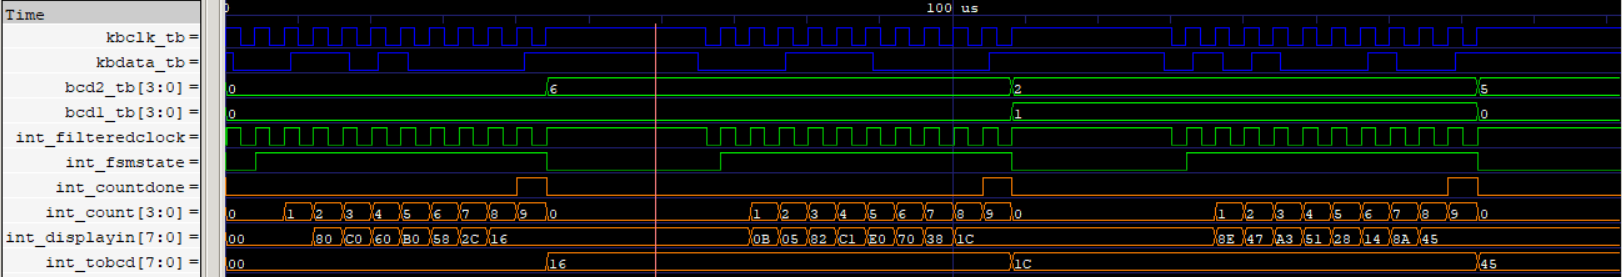 Time 0 100 us
kbclk_tb =
kbdata_tb =
bcd2_tb[3:0] = 0 6 2 5
bcd1_tb[3:0] = 0 1 0
int_filteredclock =
int_fsmstate =
int_countdone =
int_count[3:0] = 0 1 2 3 4 5 6 7 8 9 0 1 2 3 4 5 6 7 8 9 0 1 2 3 4 5 6 7 8 9 0
int_displayin[7:0] = 00 80 C0 60 B0 58 2C 16 0B 05 82 C1 E0 70 38 1C 8E 47 A3 51 28 14 8A 45
int_tobcd[7:0] = 00 16 1C 45